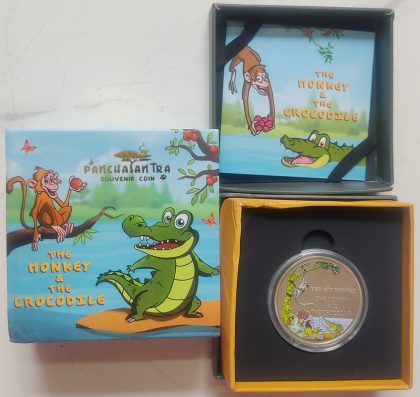 PANCHATANTRA
SOUVENIR COIN
THE
MONKEY
& THE
CROCODILE
THE
MONKEY
& THE
CROCODILE